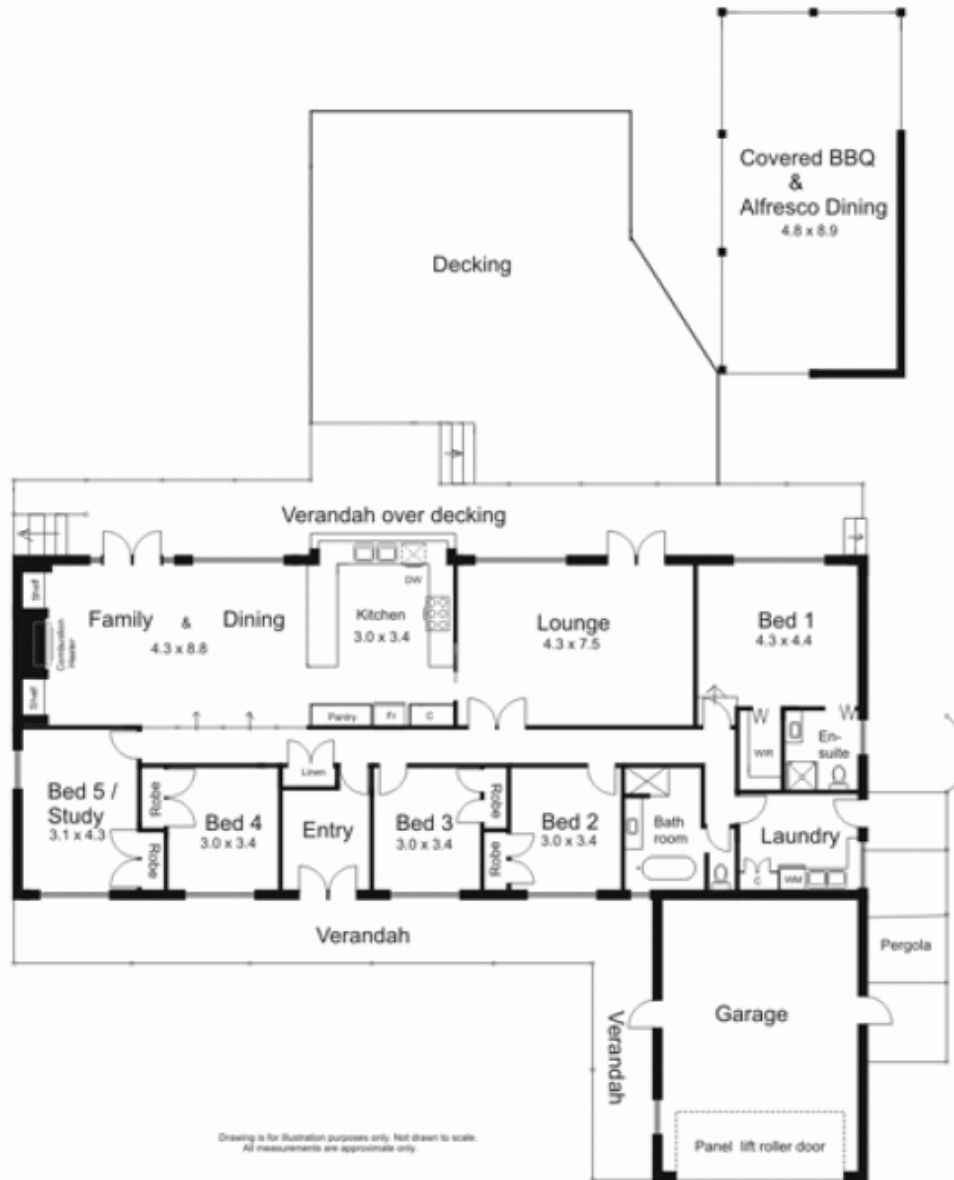 Covered BBQ
&
Alfresco Dining
4.8 x 8.9
Decking
Verandah over decking
Shelf
Combustion
Heater
Shelf
Family & Dining
4.3 x 8.8
DW
Kitchen
3.0 x 3.4
Pantry
Fr
C
Lounge
4.3 x 7.5
Bed 1
4.3 x 4.4
W
W
WIR
En-
suite
Bed 5 /
Study
3.1 x 4.3
Robe
Robe
Bed 4
3.0 x 3.4
Linen
Entry
Bed 3
3.0 x 3.4
Robe
Robe
Bed 2
3.0 x 3.4
Bath
room
Laundry
C
WM
Verandah
Verandah
Pergola
Garage
Panel lift roller door
Drawing is for illustration purposes only. Not drawn to scale.
All measurements are approximate only.